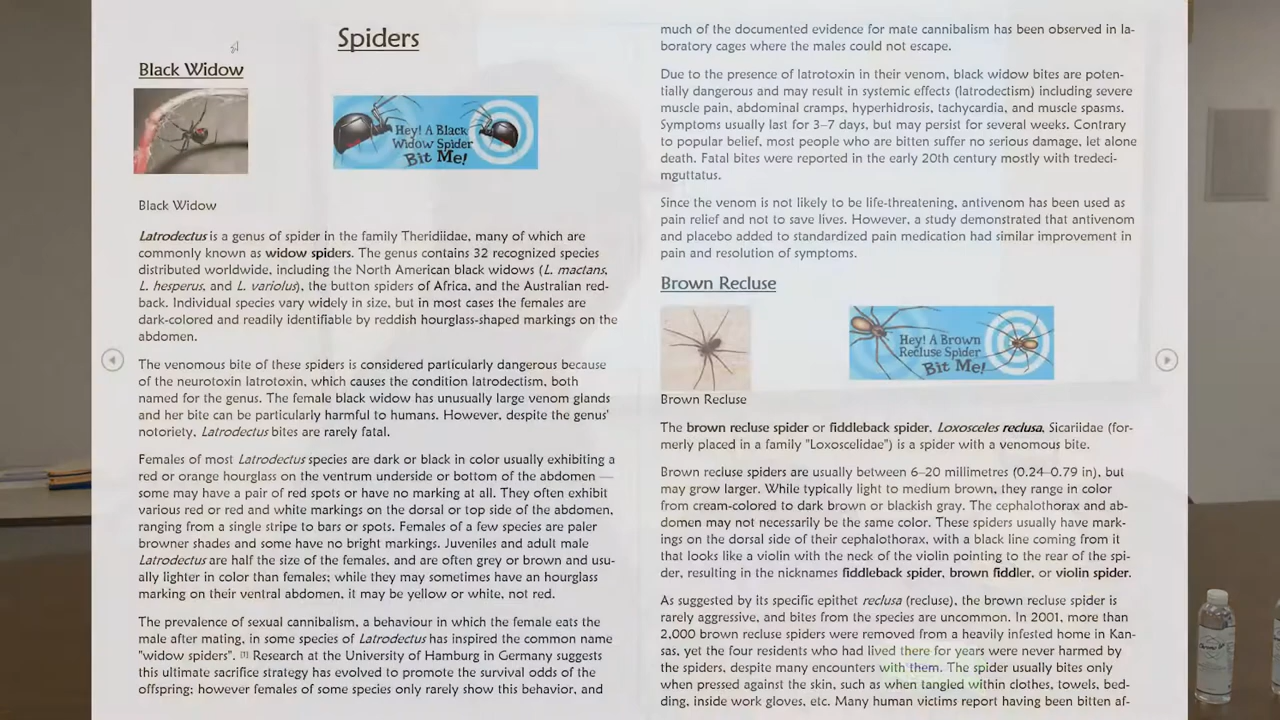 Spiders
Black Widow
Hey! A Black
Widow Spider
Bit Me!
Black Widow
Latrodectus is a genus of spider in the family Theridiidae, many of which are
commonly known as widow spiders. The genus contains 32 recognized species
distributed worldwide, including the North American black widows (L. mactans,
L. hesperus, and L. variolus), the button spiders of Africa, and the Australian red-
back. Individual species vary widely in size, but in most cases the females are
dark-colored and readily identifiable by reddish hourglass-shaped markings on the
abdomen.
The venomous bite of these spiders is considered particularly dangerous because
of the neurotoxin latrotoxin, which causes the condition latrodectism, both
named for the genus. The female black widow has unusually large venom glands
and her bite can be particularly harmful to humans. However, despite the genus'
notoriety, Latrodectus bites are rarely fatal.
Females of most Latrodectus species are dark or black in color usually exhibiting a
red or orange hourglass on the ventrum underside or bottom of the abdomen —
some may have a pair of red spots or have no marking at all. They often exhibit
various red or red and white markings on the dorsal or top side of the abdomen,
ranging from a single stripe to bars or spots. Females of a few species are paler
browner shades and some have no bright markings. Juveniles and adult male
Latrodectus are half the size of the females, and are often grey or brown and usu-
ally lighter in color than females; while they may sometimes have an hourglass
marking on their ventral abdomen, it may be yellow or white, not red.
The prevalence of sexual cannibalism, a behaviour in which the female eats the
male after mating, in some species of Latrodectus has inspired the common name
"widow spiders". [1] Research at the University of Hamburg in Germany suggests
this ultimate sacrifice strategy has evolved to promote the survival odds of the
offspring; however females of some species only rarely show this behavior, and
much of the documented evidence for mate cannibalism has been observed in la-
boratory cages where the males could not escape.
Due to the presence of latrotoxin in their venom, black widow bites are poten-
tially dangerous and may result in systemic effects (latrodectism) including severe
muscle pain, abdominal cramps, hyperhidrosis, tachycardia, and muscle spasms.
Symptoms usually last for 3–7 days, but may persist for several weeks. Contrary
to popular belief, most people who are bitten suffer no serious damage, let alone
death. Fatal bites were reported in the early 20th century mostly with tredeci-
mguttatus.
Since the venom is not likely to be life-threatening, antivenom has been used as
pain relief and not to save lives. However, a study demonstrated that antivenom
and placebo added to standardized pain medication had similar improvement in
pain and resolution of symptoms.
Brown Recluse
Hey! A Brown
Recluse Spider
Bit Me!
Brown Recluse
The brown recluse spider or fiddleback spider, Loxosceles reclusa, Sicariidae (for-
merly placed in a family "Loxoscelidae") is a spider with a venomous bite.
Brown recluse spiders are usually between 6–20 millimetres (0.24–0.79 in), but
may grow larger. While typically light to medium brown, they range in color
from cream-colored to dark brown or blackish gray. The cephalothorax and ab-
domen may not necessarily be the same color. These spiders usually have mark-
ings on the dorsal side of their cephalothorax, with a black line coming from it
that looks like a violin with the neck of the violin pointing to the rear of the spi-
der, resulting in the nicknames fiddleback spider, brown fiddler, or violin spider.
As suggested by its specific epithet reclusa (recluse), the brown recluse spider is
rarely aggressive, and bites from the species are uncommon. In 2001, more than
2,000 brown recluse spiders were removed from a heavily infested home in Kan-
sas, yet the four residents who had lived there for years were never harmed by
the spiders, despite many encounters with them. The spider usually bites only
when pressed against the skin, such as when tangled within clothes, towels, bed-
ding, inside work gloves, etc. Many human victims report having been bitten af-